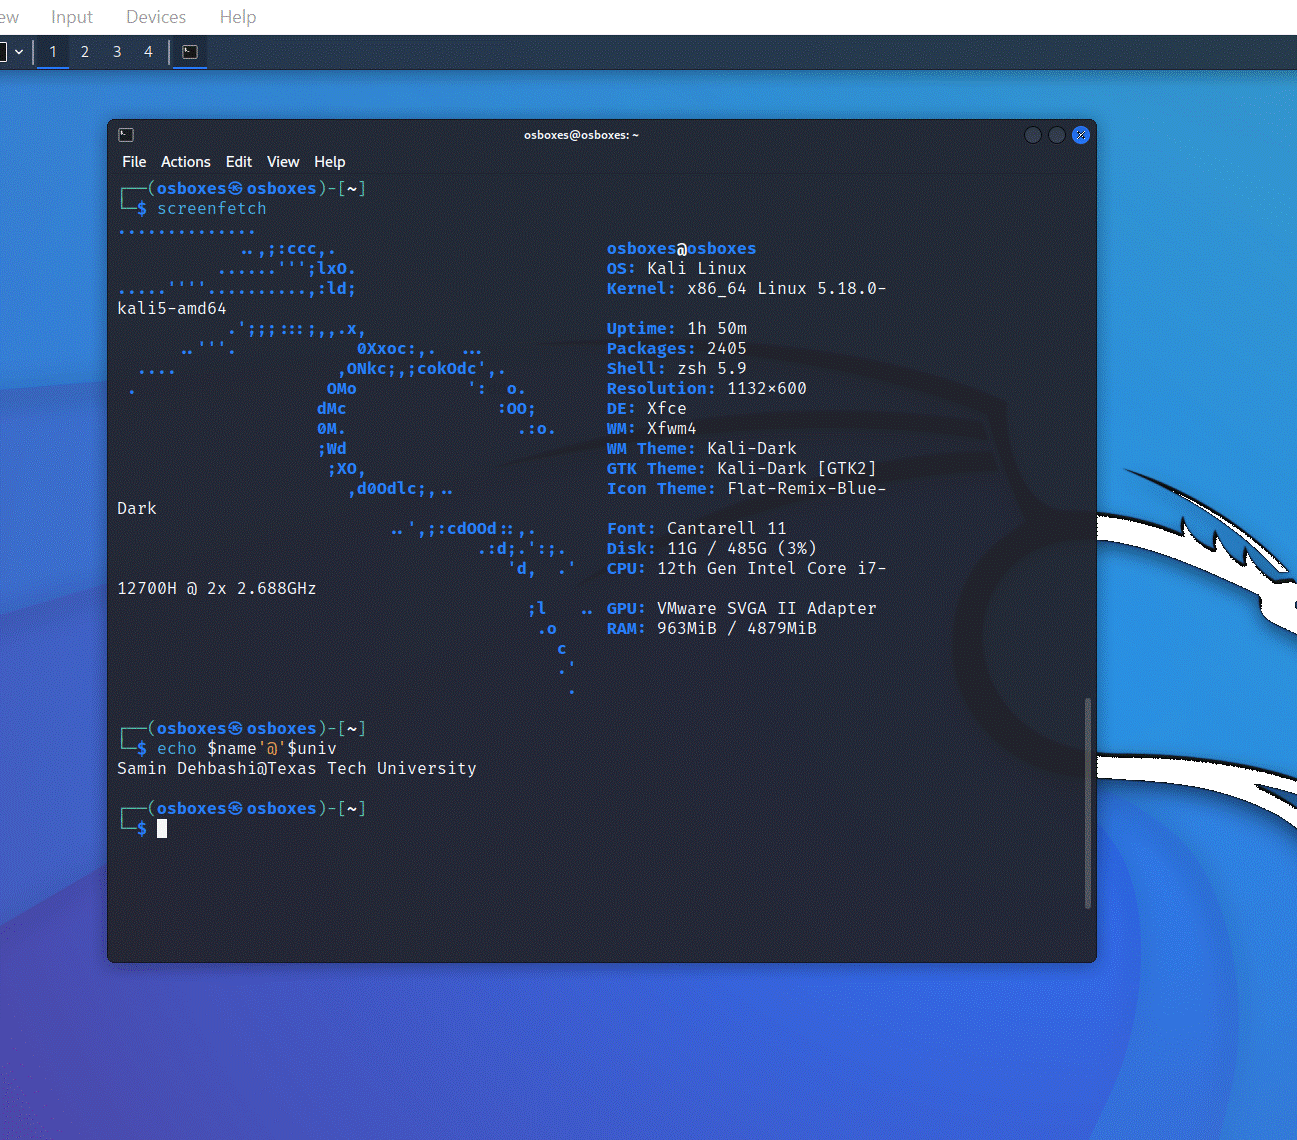 ew Input Devices Help
1 2 3 4
osboxes@osboxes: ~
File Actions Edit View Help
┌──(osboxes㉿osboxes)-[~]
└─$ screenfetch
..............
..,;:ccc,. osboxes@osboxes
......''';lxO. OS: Kali Linux
.....''''..........,:ld; Kernel: x86_64 Linux 5.18.0-
kali5-amd64
.';;;:::;,,.x, Uptime: 1h 50m
..'''. 0Xxoc:,. ... Packages: 2405
.... ,ONkc;,;cokOdc',. Shell: zsh 5.9
. OMo ': o. Resolution: 1132x600
dMc :OO; DE: Xfce
0M. .:o. WM: Xfwm4
;Wd WM Theme: Kali-Dark
;XO, GTK Theme: Kali-Dark [GTK2]
,d0Odlc;,.. Icon Theme: Flat-Remix-Blue-
Dark
..',;:cdOOd::,. Font: Cantarell 11
.:d;.':;. Disk: 11G / 485G (3%)
'd, .' CPU: 12th Gen Intel Core i7-
12700H @ 2x 2.688GHz
;l .. GPU: VMware SVGA II Adapter
.o RAM: 963MiB / 4879MiB
c
.'
.
┌──(osboxes㉿osboxes)-[~]
└─$ echo $name'@'$univ
Samin Dehbashi@Texas Tech University
┌──(osboxes㉿osboxes)-[~]
└─$